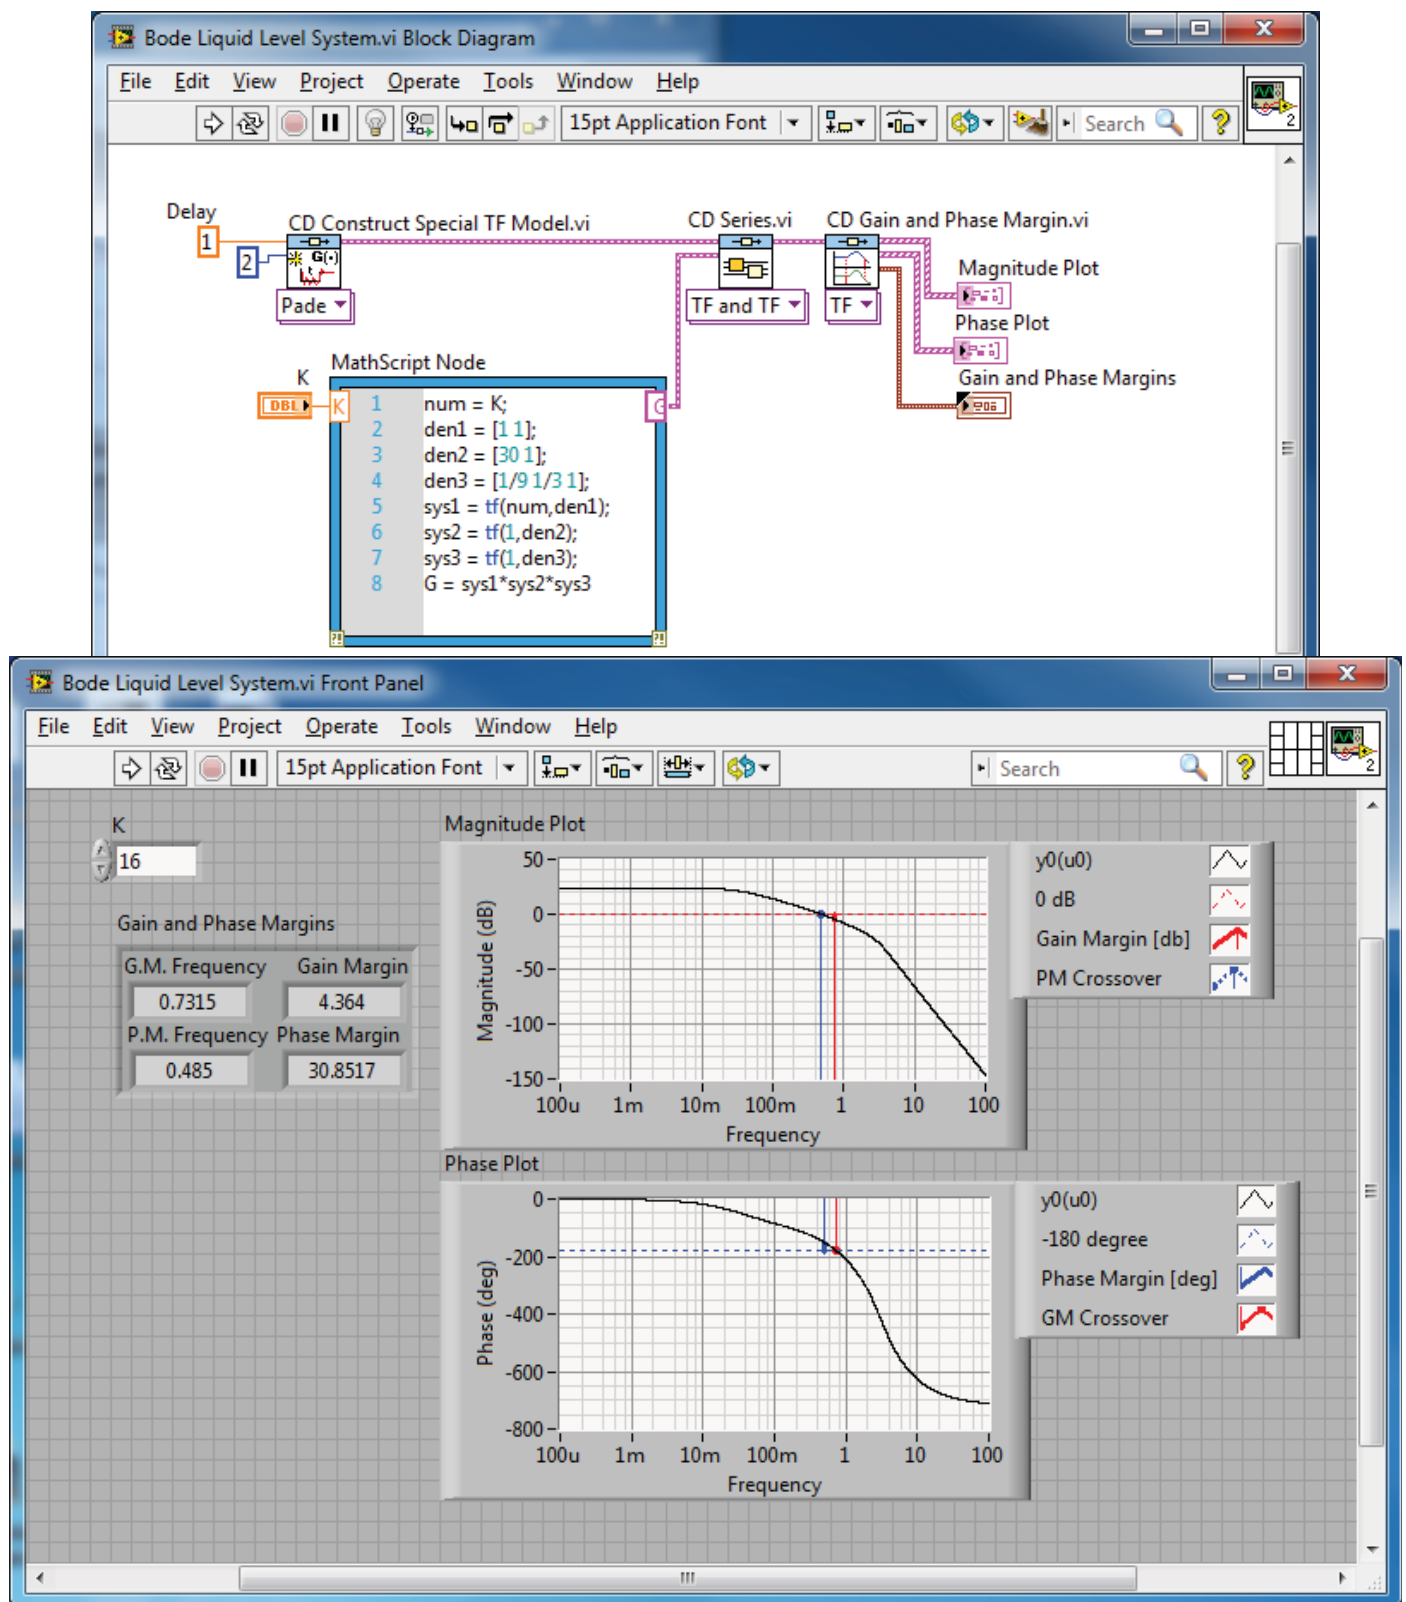 Bode Liquid Level System.vi Block Diagram
File Edit View Project Operate Tools Window Help
15pt Application Font
Search
2
Delay
1
2
CD Construct Special TF Model.vi
G(·)
Pade
CD Series.vi
TF and TF
CD Gain and Phase Margin.vi
TF
Magnitude Plot
Phase Plot
Gain and Phase Margins
MathScript Node
K
DBL
K
G
1 num = K;
2 den1 = [1 1];
3 den2 = [30 1];
4 den3 = [1/9 1/3 1];
5 sys1 = tf(num,den1);
6 sys2 = tf(1,den2);
7 sys3 = tf(1,den3);
8 G = sys1*sys2*sys3
Bode Liquid Level System.vi Front Panel
File Edit View Project Operate Tools Window Help
15pt Application Font
Search
2
K
16
Gain and Phase Margins
G.M. Frequency Gain Margin
0.7315 4.364
P.M. Frequency Phase Margin
0.485 30.8517
Magnitude Plot
Magnitude (dB)
50
0
-50
-100
-150
100u 1m 10m 100m 1 10 100
Frequency
y0(u0)
0 dB
Gain Margin [db]
PM Crossover
Phase Plot
Phase (deg)
0
-200
-400
-600
-800
100u 1m 10m 100m 1 10 100
Frequency
y0(u0)
-180 degree
Phase Margin [deg]
GM Crossover